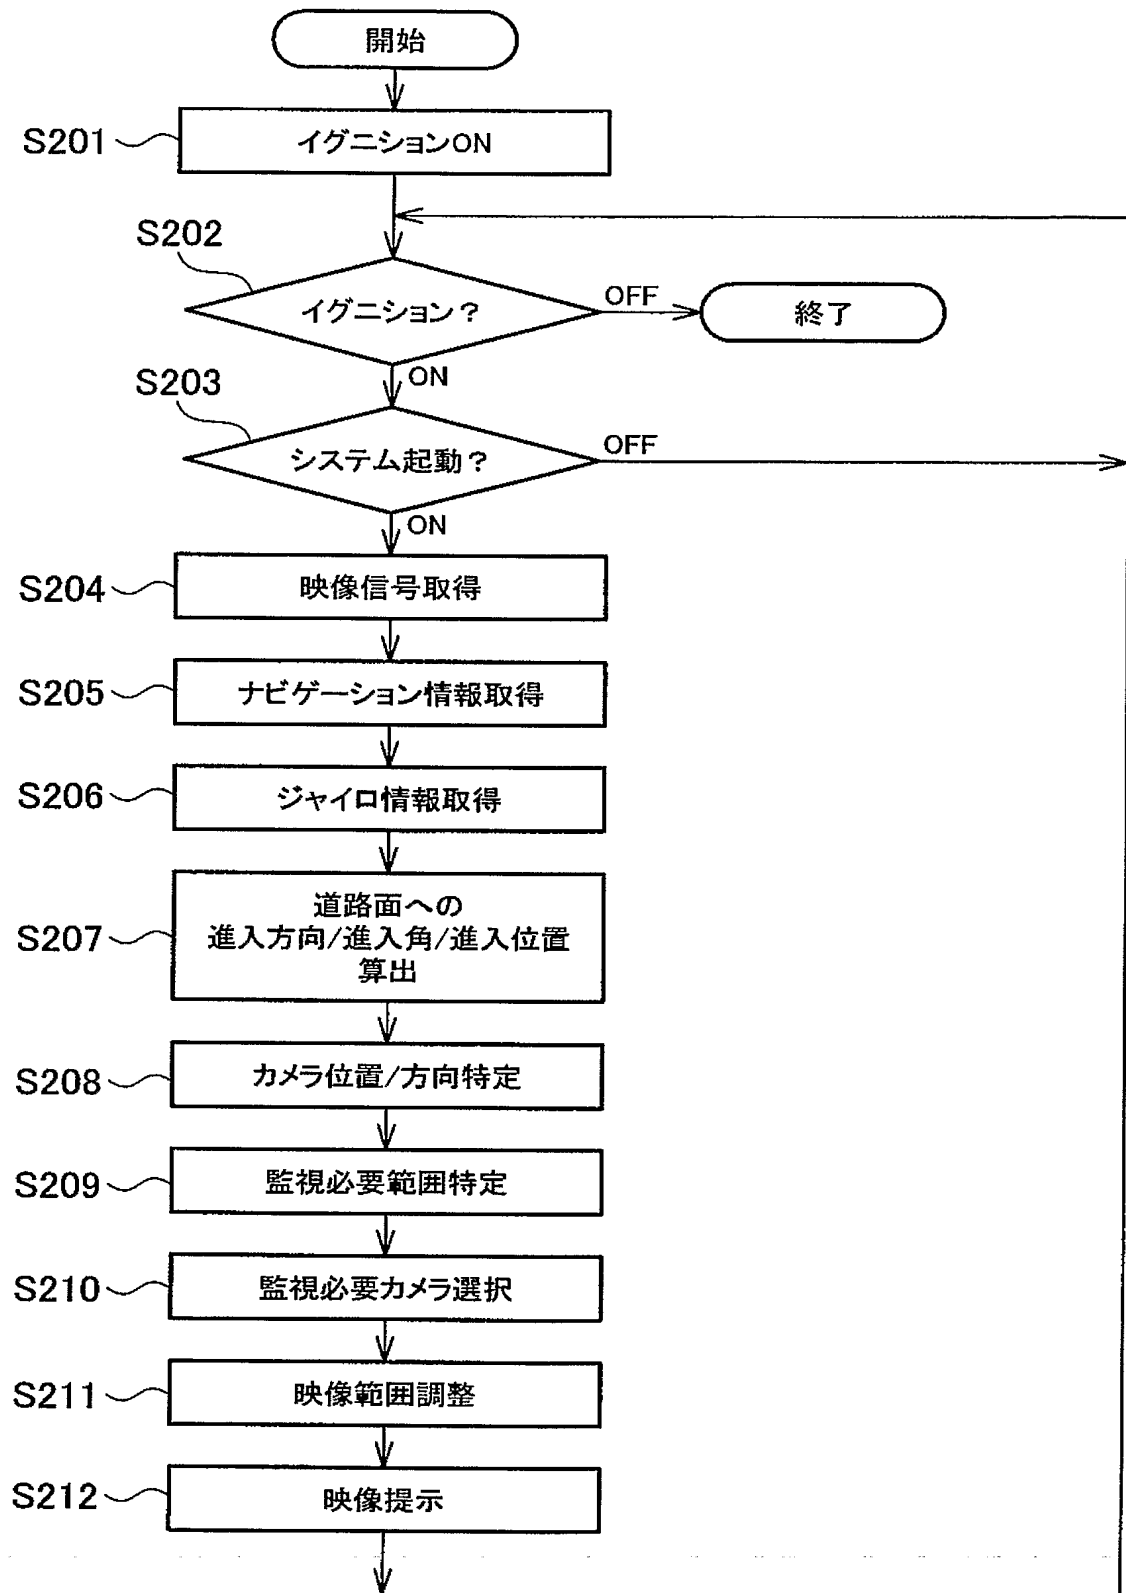 開始
S201
イグニションON
S202
イグニション?
OFF
終了
ON
S203
システム起動?
OFF
ON
S204
映像信号取得
S205
ナビゲーション情報取得
S206
ジャイロ情報取得
S207
道路面への
進入方向/進入角/進入位置
算出
S208
カメラ位置/方向特定
S209
監視必要範囲特定
S210
監視必要カメラ選択
S211
映像範囲調整
S212
映像提示